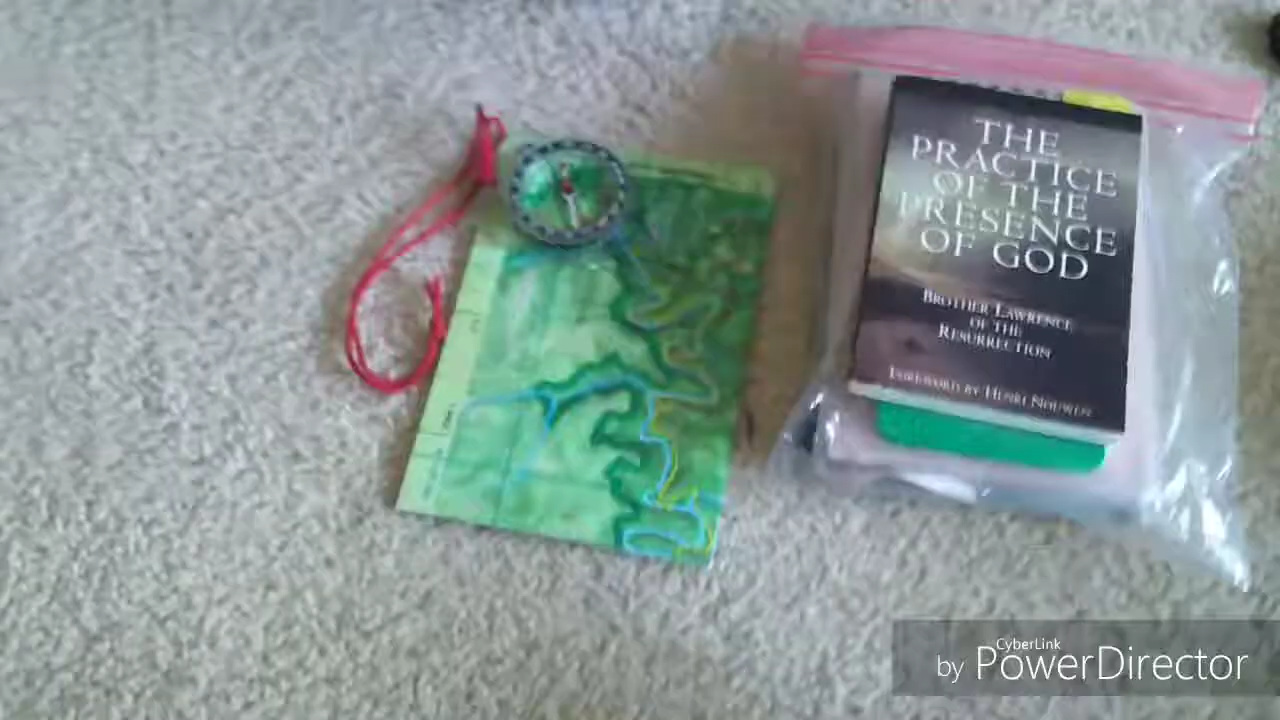 THE
PRACTICE
OF THE
PRESENCE
OF GOD
BROTHER LAWRENCE
OF THE
RESURRECTION
FOREWORD BY HENRI NOUWEN
CyberLink
by PowerDirector